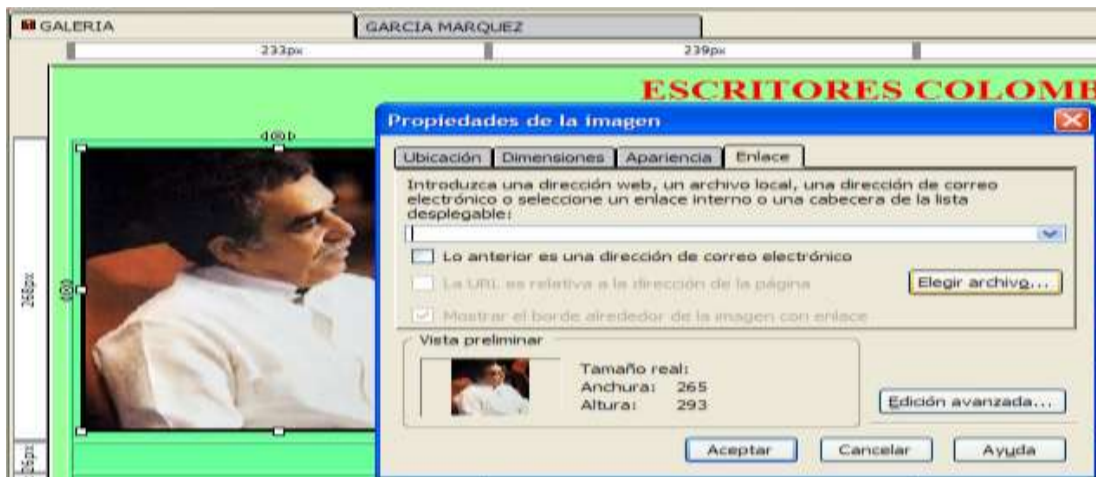 GALERIA
GARCIA MARQUEZ
233px
239px
ESCRITORES COLOMB
Propiedades de la imagen
Ubicación
Dimensiones
Apariencia
Enlace
Introduzca una dirección web, un archivo local, una dirección de correo
electrónico o seleccione un enlace interno o una cabecera de la lista
desplegable:
Lo anterior es una dirección de correo electrónico
La URL es relativa a la dirección de la página
Elegir archivo...
Mostrar el borde alrededor de la imagen con enlace
Vista preliminar
Tamaño real:
Anchura: 265
Altura: 293
Edición avanzada...
Aceptar
Cancelar
Ayuda
268px
26px